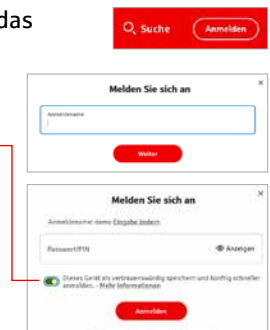 das
Suche
Anmelden
Melden Sie sich an
Anmeldename
Weiter
Melden Sie sich an
Anmeldename: demo Eingabe ändern
Passwort/PIN
Anzeigen
Dieses Gerät als vertrauenswürdig speichern und künftig schneller
anmelden. - Mehr Informationen
Anmelden